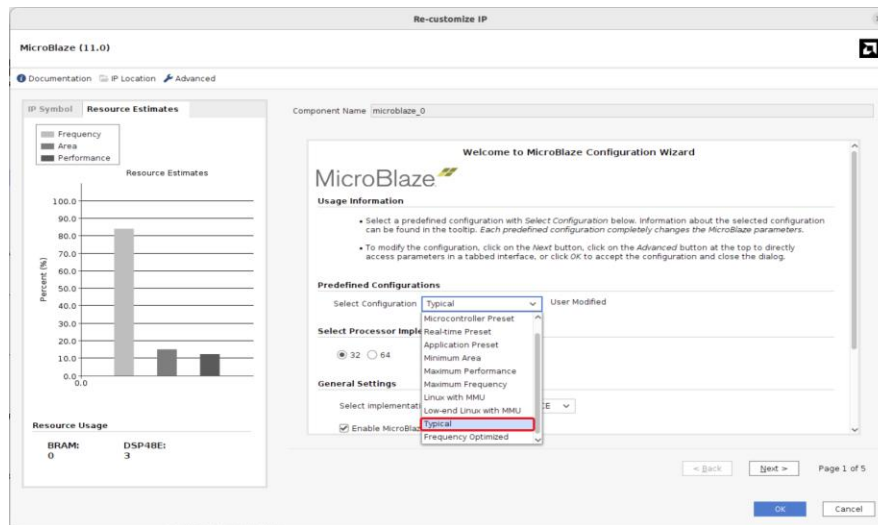 Re-customize IP
MicroBlaze (11.0)
Documentation IP Location Advanced
IP Symbol Resource Estimates
Frequency
Area
Performance
Resource Estimates
Percent (%)
100.0
90.0
80.0
70.0
60.0
50.0
40.0
30.0
20.0
10.0
0.0
0.0
Resource Usage
BRAM: DSP48E:
0 3
Component Name microblaze_0
Welcome to MicroBlaze Configuration Wizard
MicroBlaze
Usage Information
• Select a predefined configuration with Select Configuration below. Information about the selected configuration
can be found in the tooltip. Each predefined configuration completely changes the MicroBlaze parameters.
• To modify the configuration, click on the Next button, click on the Advanced button at the top to directly
access parameters in a tabbed interface, or click OK to accept the configuration and close the dialog.
Predefined Configurations
Select Configuration Typical User Modified
Microcontroller Preset
Select Processor Imple
Real-time Preset
Application Preset
32 64
Minimum Area
Maximum Performance
General Settings
Maximum Frequency
Linux with MMU
Select implementati
Low-end Linux with MMU
Typical
Enable MicroBlaz
Frequency Optimized
< Back Next > Page 1 of 5
OK Cancel